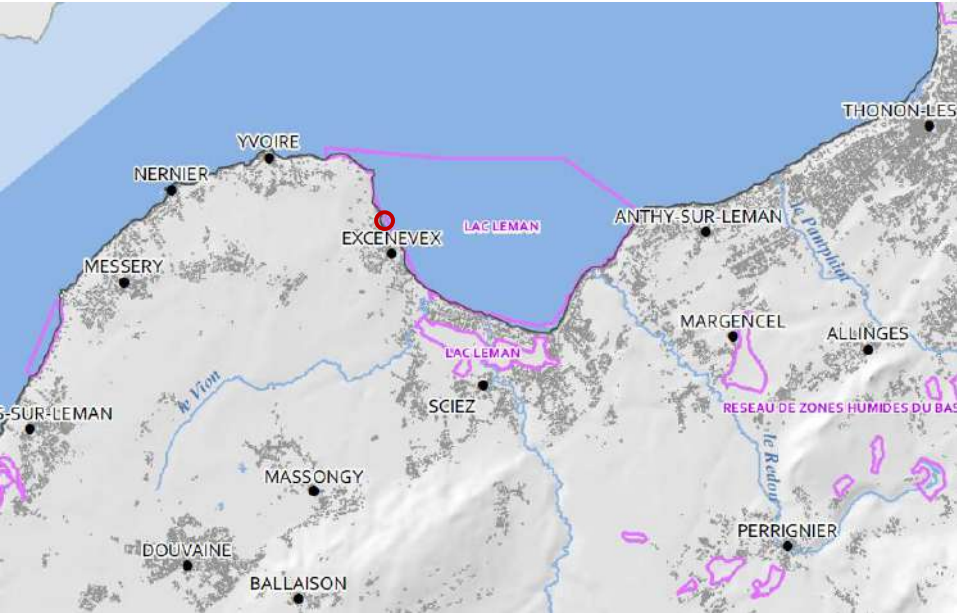 THONON-LES
YVOIRE
NERNIER
ANTHY-SUR-LEMAN
LAC LEMAN
le Pamphiot
EXCENEVEX
MESSERY
MARGENCEL
ALLINGES
LAC LEMAN
le Vion
SCIEZ
RESEAU DE ZONES HUMIDES DU BAS
S-SUR-LEMAN
le Redon
MASSONGY
PERRIGNIER
DOUVAINE
BALLAISON